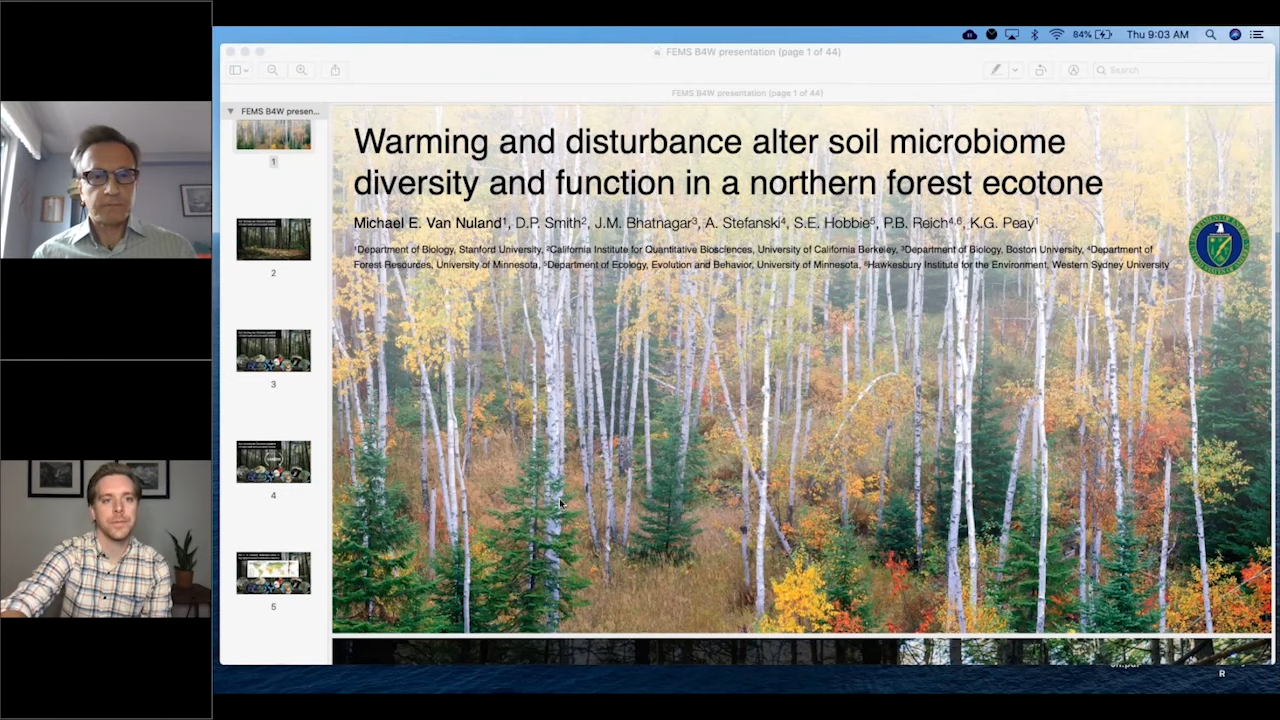 84%
Thu 9:03 AM
FEMS B4W presentation (page 1 of 44)
Search
FEMS B4W presentation (page 1 of 44)
FEMS B4W presen...
1
2
3
4
5
Warming and disturbance alter soil microbiome
diversity and function in a northern forest ecotone
Michael E. Van Nuland¹, D.P. Smith², J.M. Bhatnagar³, A. Stefanski⁴, S.E. Hobbie⁵, P.B. Reich⁴,⁶, K.G. Peay¹
¹Department of Biology, Stanford University, ²California Institute for Quantitative Biosciences, University of California Berkeley, ³Department of Biology, Boston University, ⁴Department of
Forest Resources, University of Minnesota, ⁵Department of Ecology, Evolution and Behavior, University of Minnesota, ⁶Hawkesbury Institute for the Environment, Western Sydney University
R